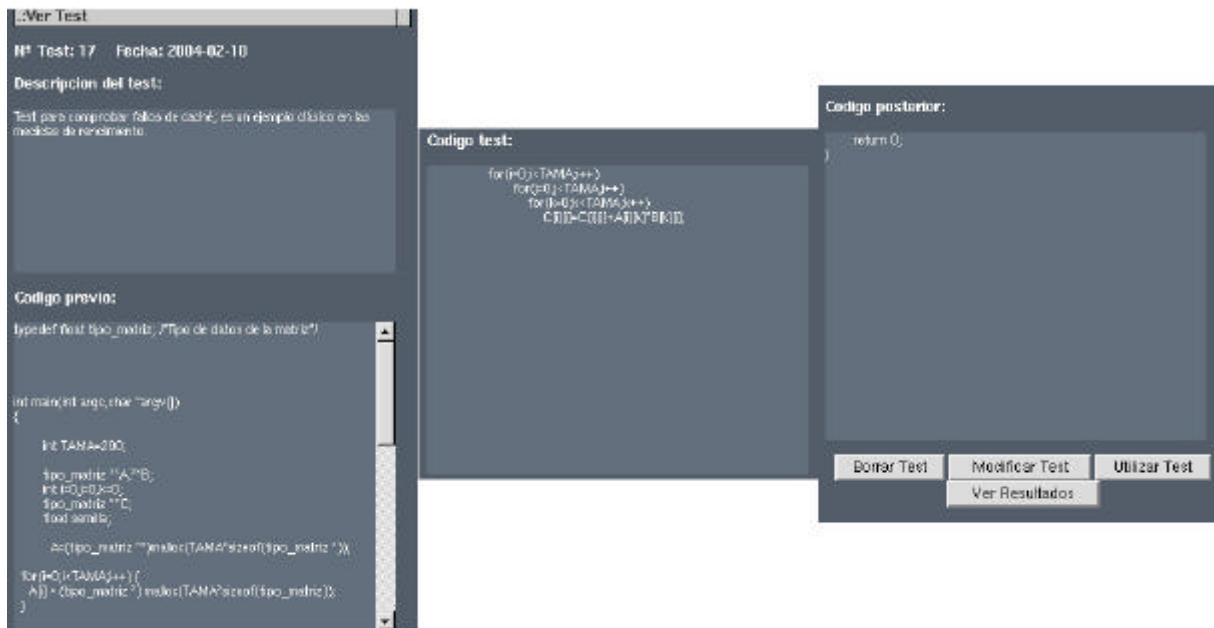 .:Ver Test
Nº Test: 17 Fecha: 2004-02-10
Descripcion del test:
Test para comprobar fallos de caché, es un ejemplo clásico en las
medidas de rendimiento.
Codigo previo:
typedef float tipo_matriz; /*Tipo de datos de la matriz*/
int main(int argc,char *argv[])
{
int TAMA=200;
tipo_matriz **A,**B;
int i=0,j=0,k=0;
tipo_matriz **C;
float semilla;
A=(tipo_matriz **)malloc(TAMA*sizeof(tipo_matriz *));
for(i=0;i<TAMA;i++) {
A[i] = (tipo_matriz *) malloc(TAMA*sizeof(tipo_matriz));
}
Codigo test:
for(i=0;i<TAMA;i++)
for(j=0;j<TAMA;j++)
for(k=0;k<TAMA;k++)
C[i][j]=C[i][j]+A[i][k]*B[k][j];
Codigo posterior:
return 0;
}
Borrar Test
Modificar Test
Utilizar Test
Ver Resultados